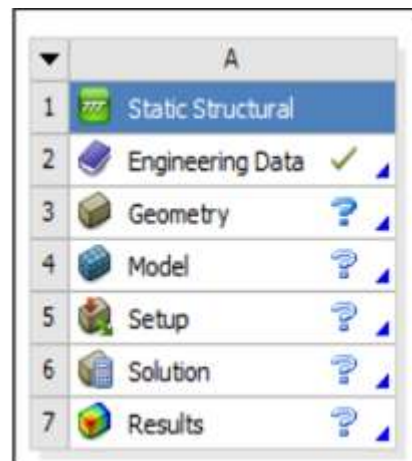 A
1 Static Structural
2 Engineering Data
3 Geometry ?
4 Model ?
5 Setup ?
6 Solution ?
7 Results ?